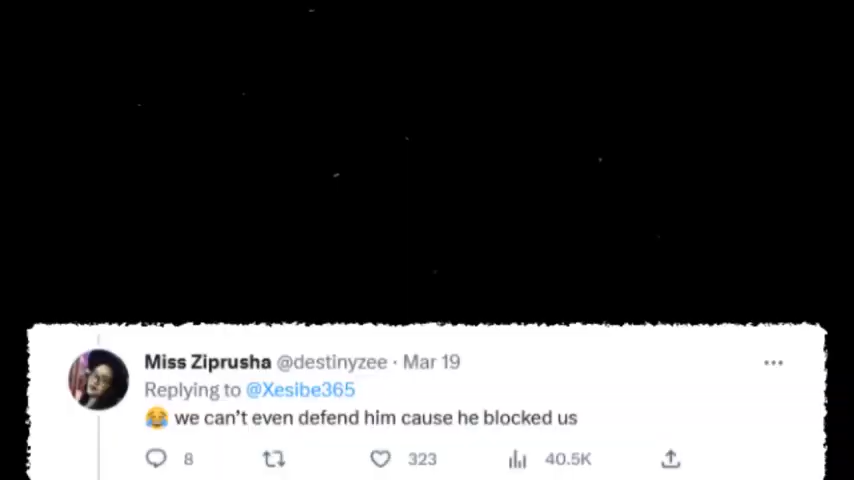 Miss Ziprusha @destinyzee · Mar 19
Replying to @Xesibe365
😂 we can’t even defend him cause he blocked us
8 323 40.5K